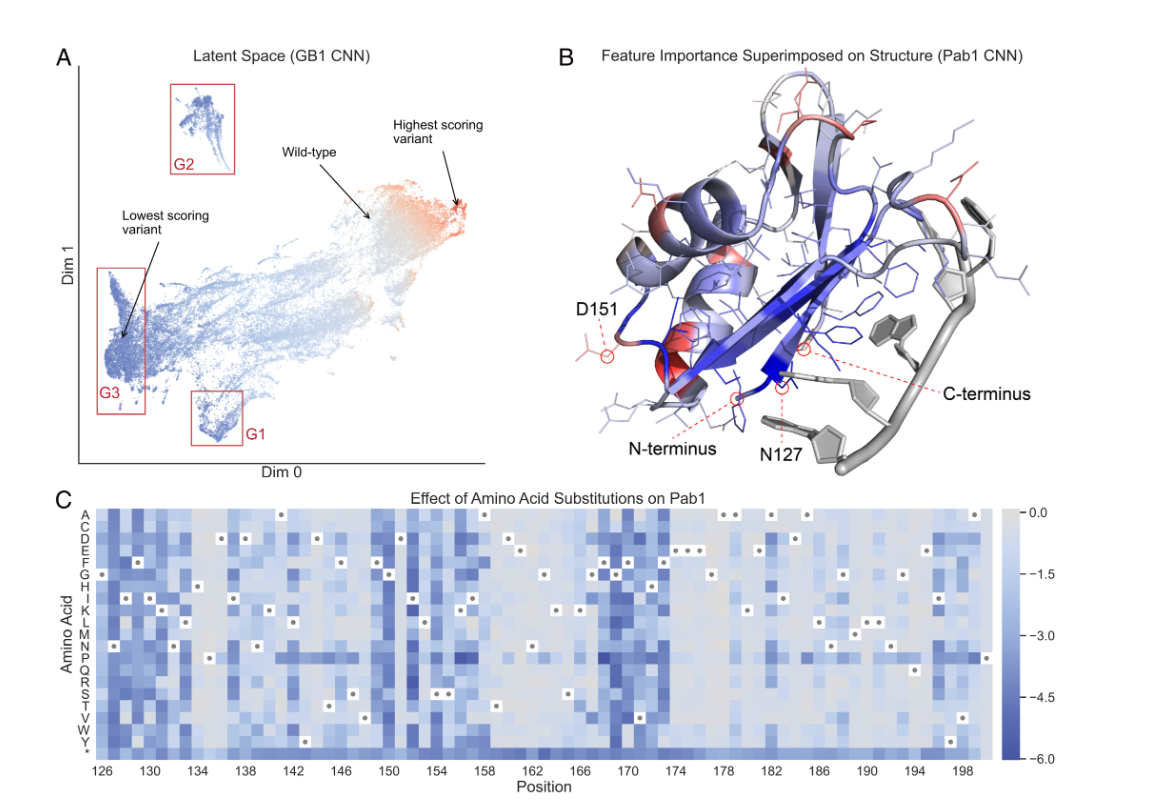 A
Latent Space (GB1 CNN)
G2
Wild-type
Highest scoring
variant
Lowest scoring
variant
G3
G1
Dim 1
Dim 0
B
Feature Importance Superimposed on Structure (Pab1 CNN)
D151
N-terminus
N127
C-terminus
C
Effect of Amino Acid Substitutions on Pab1
Amino Acid
A
C
D
E
F
G
H
I
K
L
M
N
P
Q
R
S
T
V
W
Y
*
126 130 134 138 142 146 150 154 158 162 166 170 174 178 182 186 190 194 198
Position
0.0
−1.5
−3.0
−4.5
−6.0